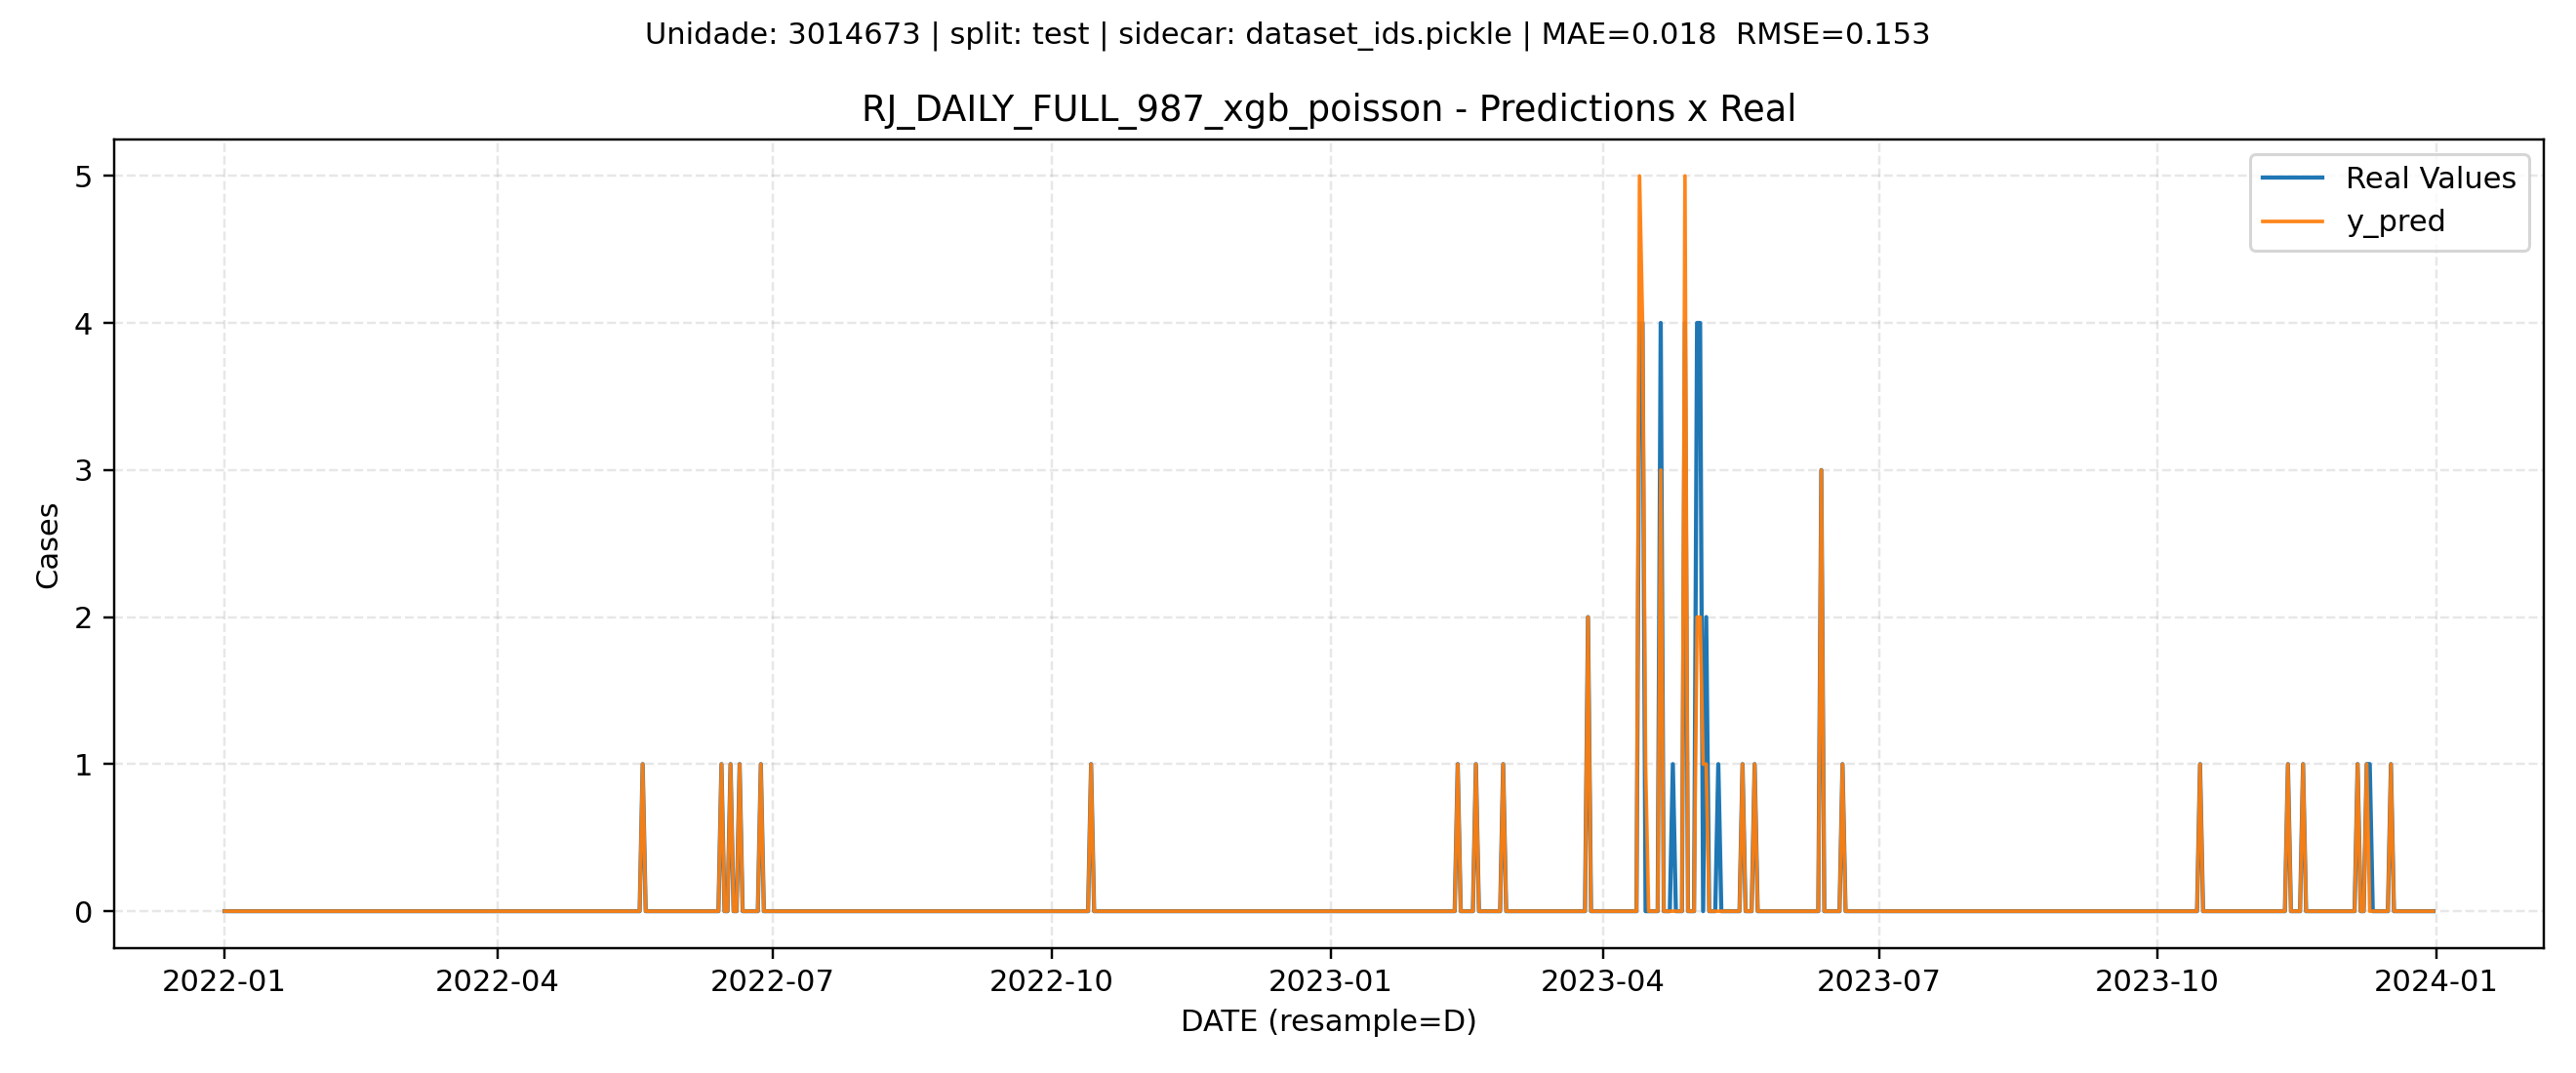 Unidade: 3014673 | split: test | sidecar: dataset_ids.pickle | MAE=0.018  RMSE=0.153
RJ_DAILY_FULL_987_xgb_poisson - Predictions x Real
Real Values
y_pred
5
4
3
2
1
0
Cases
2022-01 2022-04 2022-07 2022-10 2023-01 2023-04 2023-07 2023-10 2024-01
DATE (resample=D)